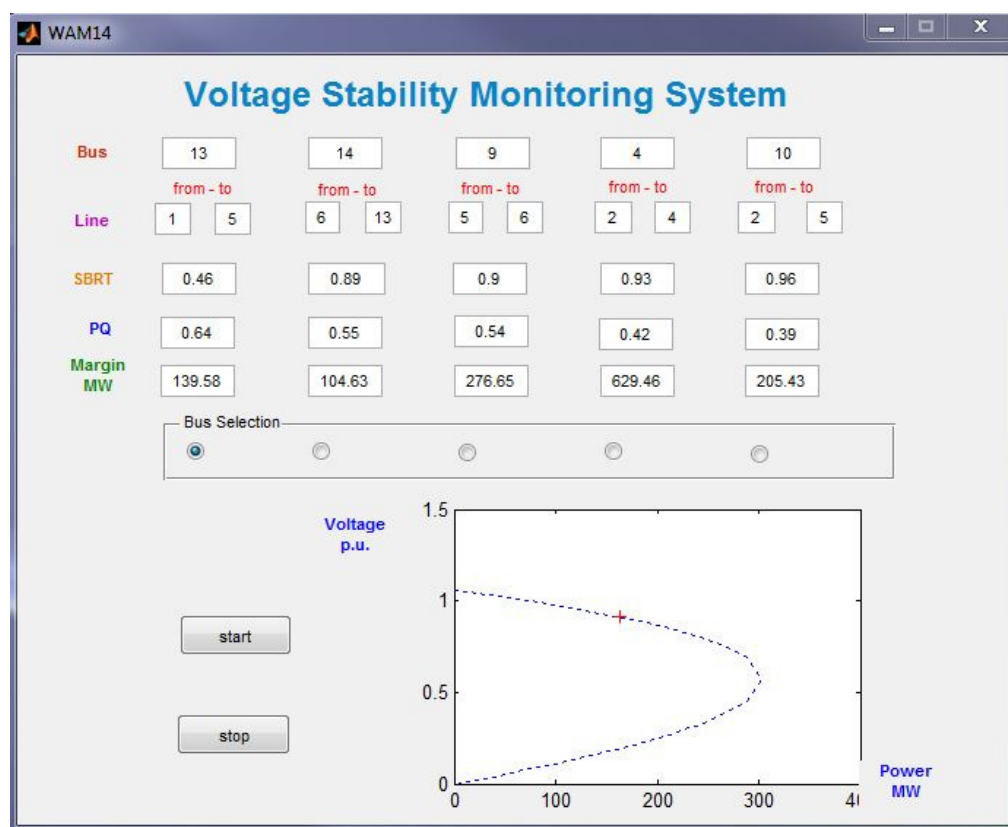 WAM14
Voltage Stability Monitoring System
Bus 13 14 9 4 10
from - to from - to from - to from - to from - to
Line 1 5 6 13 5 6 2 4 2 5
SBRT 0.46 0.89 0.9 0.93 0.96
PQ 0.64 0.55 0.54 0.42 0.39
Margin
MW 139.58 104.63 276.65 629.46 205.43
Bus Selection
Voltage
p.u.
1.5
1
0.5
0
start
stop
0 100 200 300
Power
MW